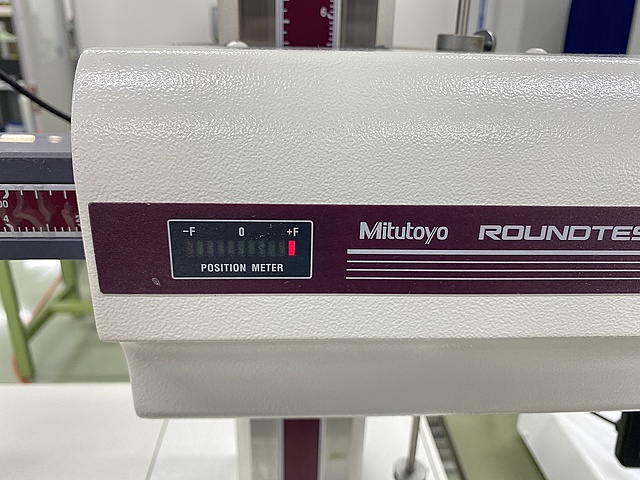 -F 0 +F
POSITION METER
Mitutoyo ROUNDTES